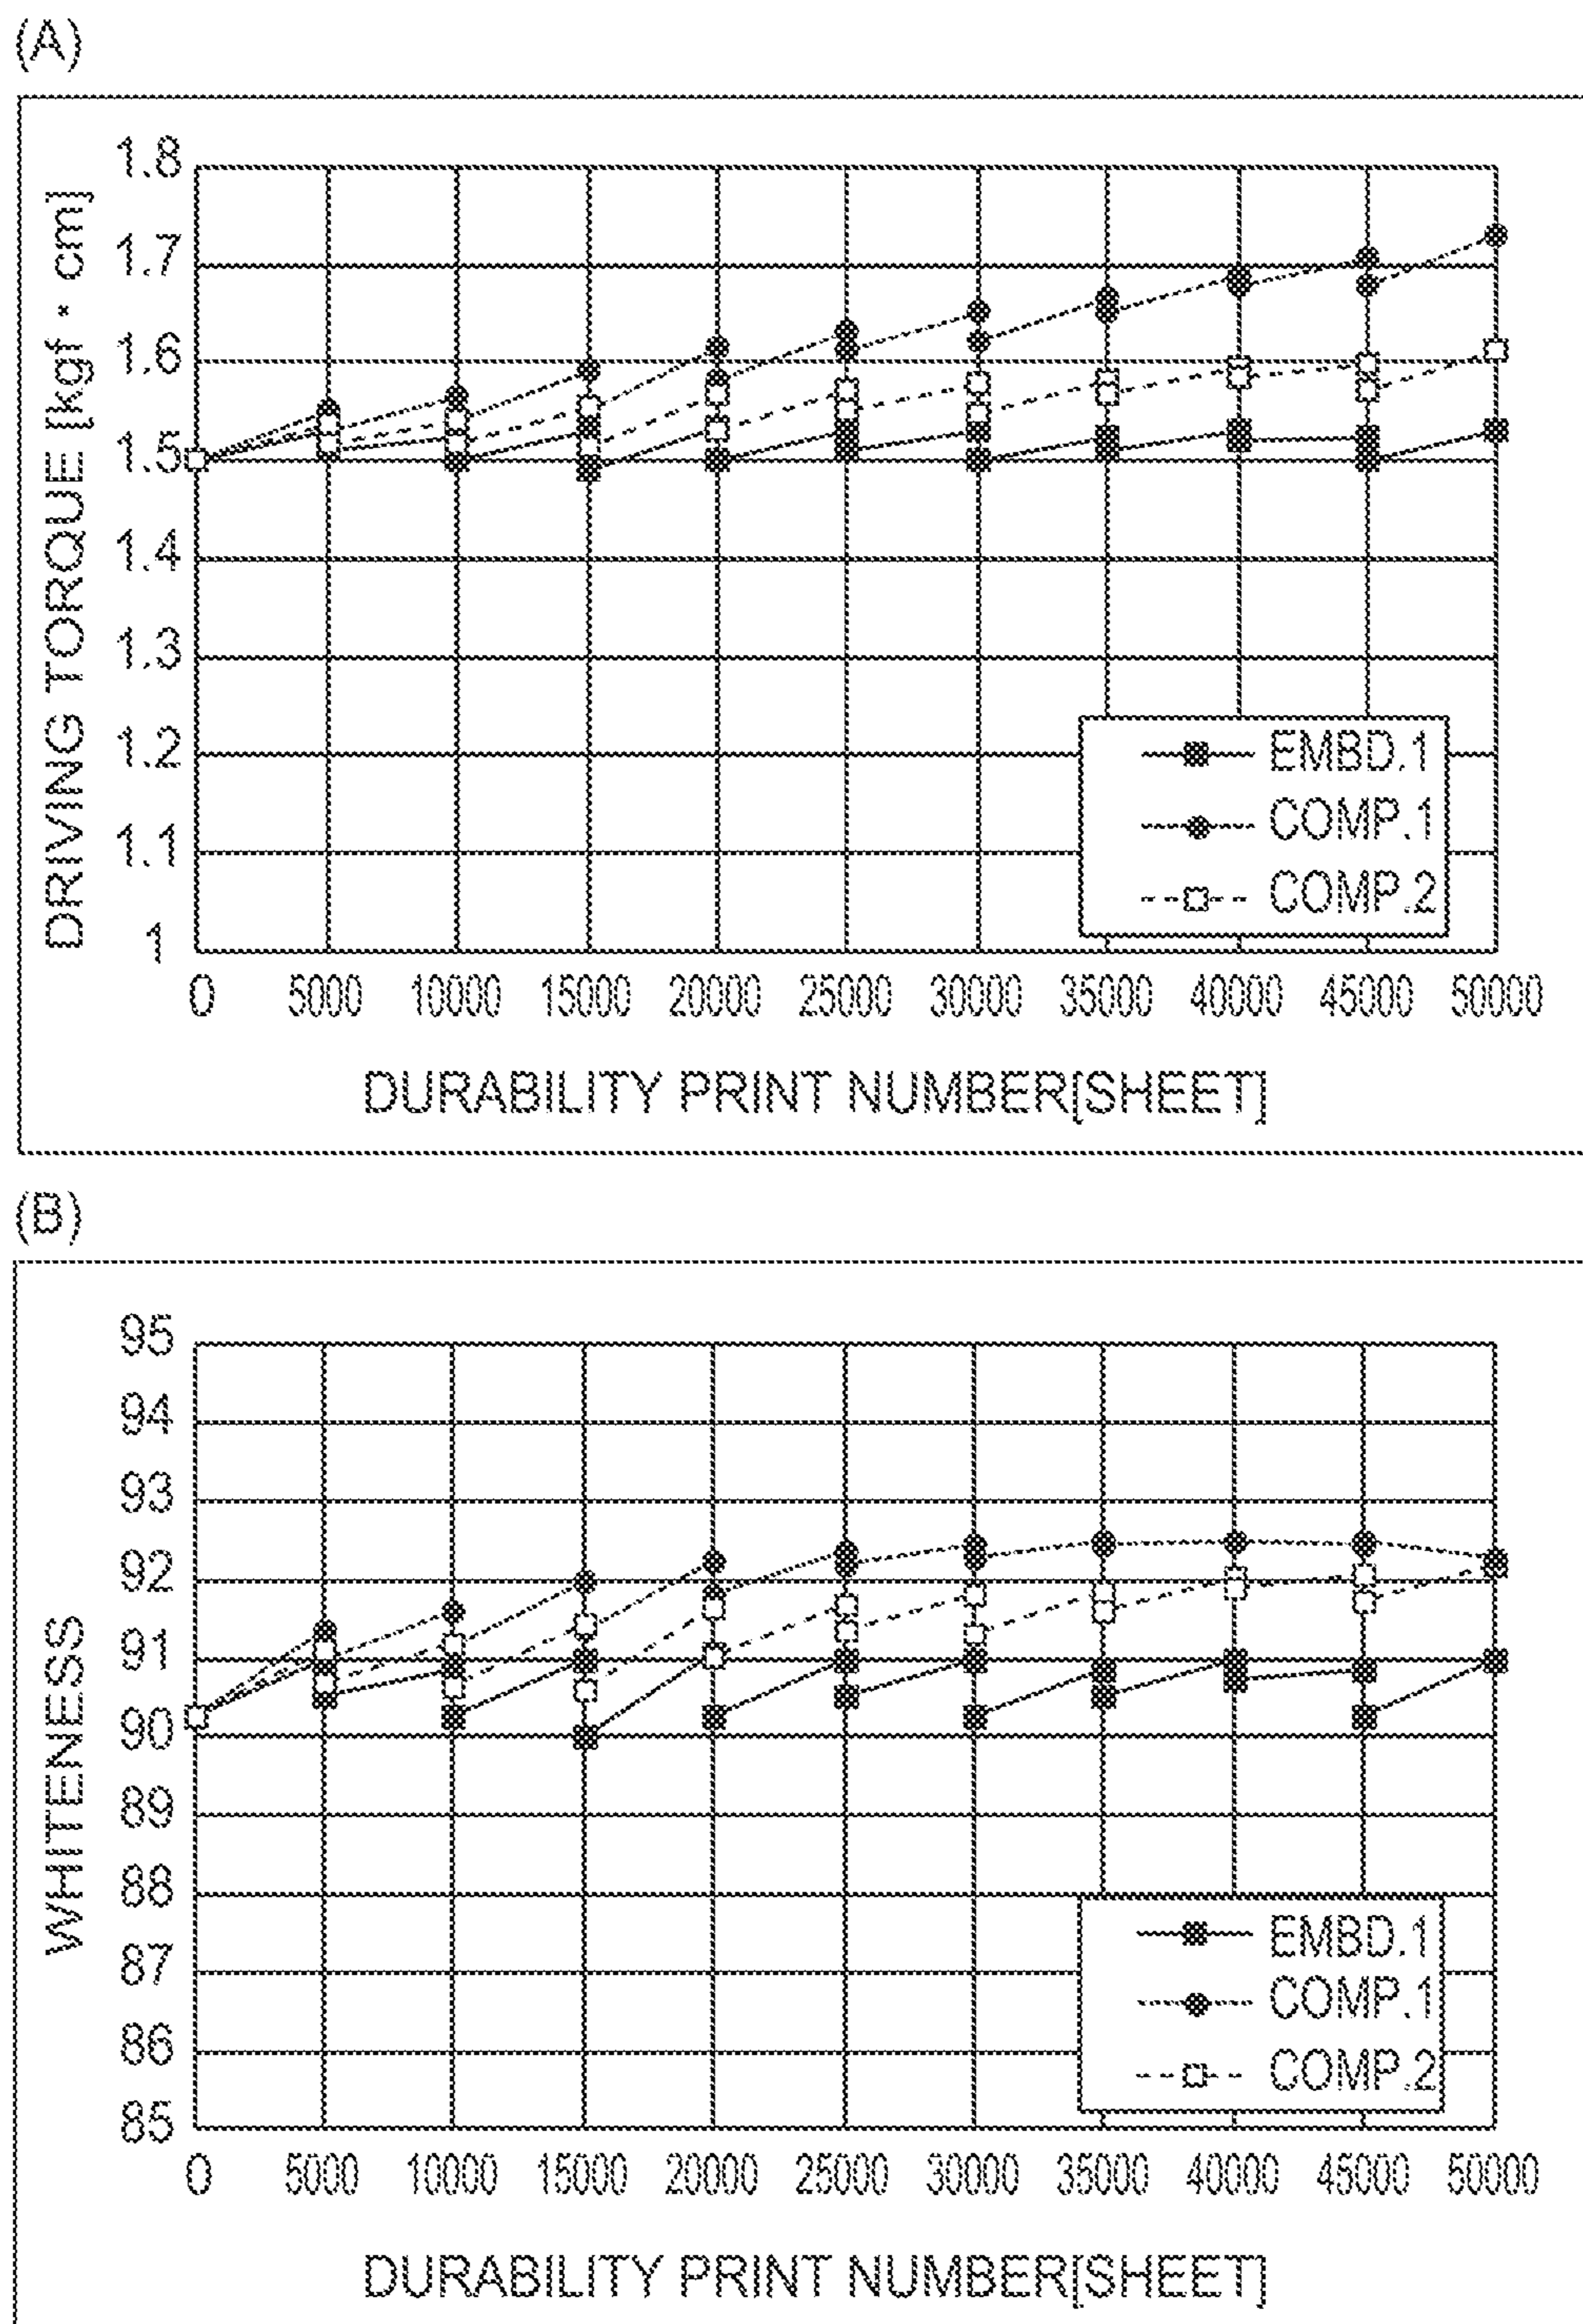 (A)
DRIVING TORQUE [kgf・cm]
1.8
1.7
1.6
1.5
1.4
1.3
1.2
1.1
1
EMBD.1
COMP.1
COMP.2
0 5000 10000 15000 20000 25000 30000 35000 40000 45000 50000
DURABILITY PRINT NUMBER[SHEET]
(B)
WHITENESS
95
94
93
92
91
90
89
88
87
86
85
EMBD.1
COMP.1
COMP.2
0 5000 10000 15000 20000 25000 30000 35000 40000 45000 50000
DURABILITY PRINT NUMBER[SHEET]